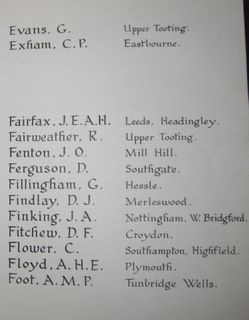 Evans, G. Upper Tooting.
Exham, C.P. Eastbourne.
Fairfax, J.E.A.H. Leeds, Headingley.
Fairweather, R. Upper Tooting.
Fenton, J.O. Mill Hill.
Ferguson, D. Southgate.
Fillingham, G. Hessle.
Findlay, D.J. Merleswood.
Finking, J.A. Nottingham, W. Bridgford.
Fitchew, D.F. Croydon.
Flower, C. Southampton, Highfield.
Floyd, A.H.E. Plymouth.
Foot, A.M.P. Tunbridge Wells.